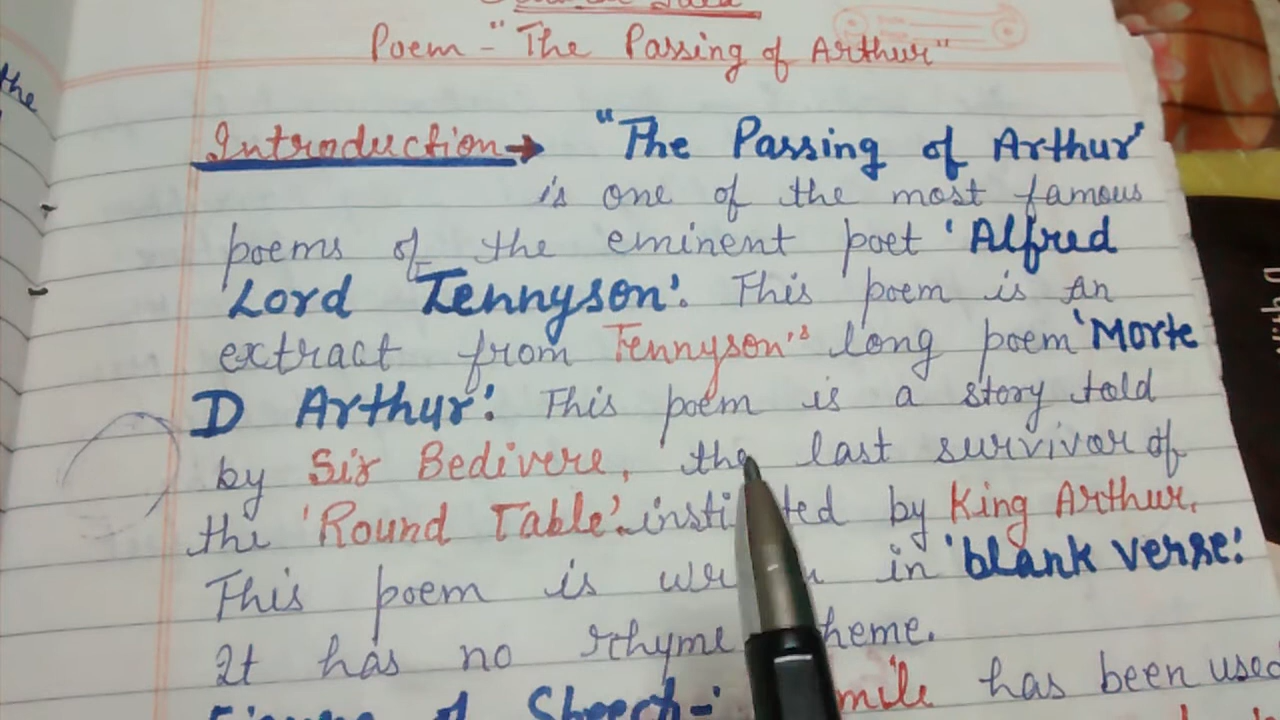 Poem - "The Passing of Arthur"
Introduction → "The Passing of Arthur"
is one of the most famous
poems of the eminent poet 'Alfred
Lord Tennyson'. This poem is an
extract from Tennyson's long poem 'Morte
D Arthur'. This poem is a story told
by Sir Bedivere, the last survivor of
the 'Round Table' by King Arthur.
This poem is in 'blank verse'.
It has no rhyme
of Speech:- has been used
the